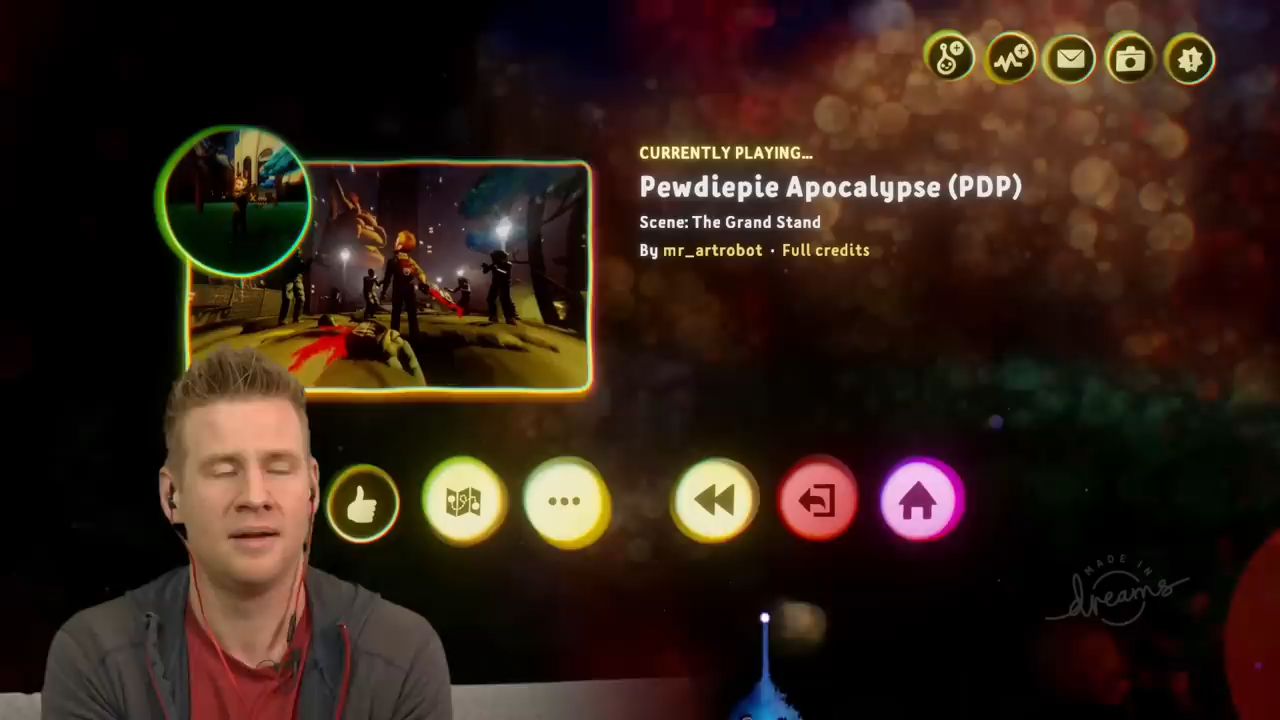 CURRENTLY PLAYING...
Pewdiepie Apocalypse (PDP)
Scene: The Grand Stand
By mr_artrobot · Full credits
MADE IN
dreams